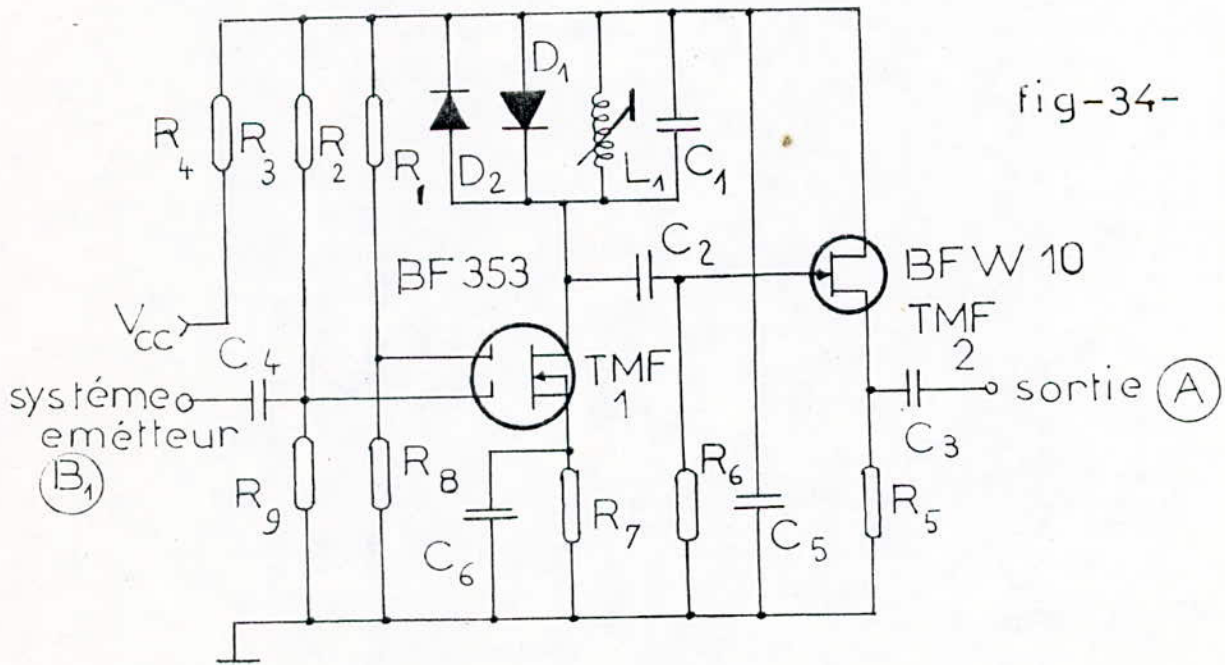 fig-34-
D₁
R₄
R₃
R₂
R₁
D₂
L₁
C₁
BF 353
C₂
BFW 10
TMF
2
V_CC
C₄
TMF
1
systéme
emétteur
B₁
sortie A
C₃
R₉
R₈
C₆
R₇
R₆
C₅
R₅